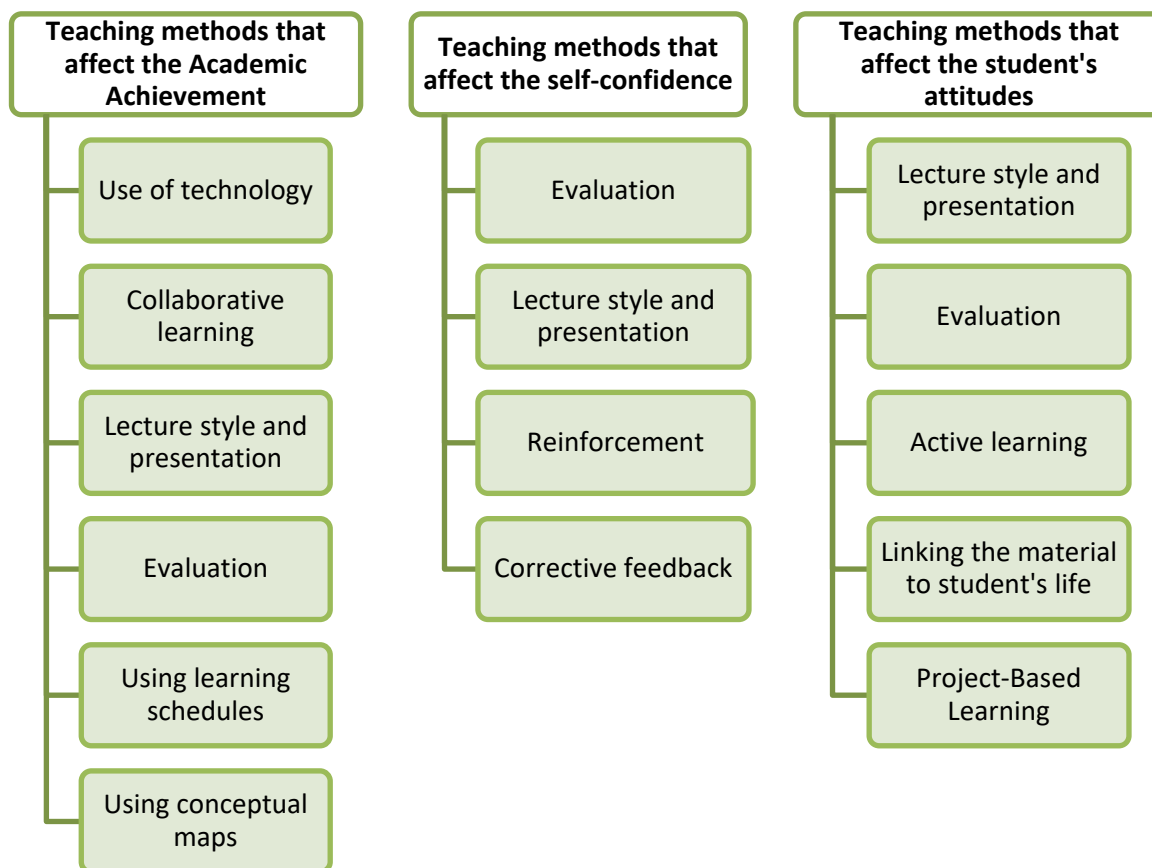 Teaching methods that
affect the Academic
Achievement
Use of technology
Collaborative
learning
Lecture style and
presentation
Evaluation
Using learning
schedules
Using conceptual
maps
Teaching methods that
affect the self-confidence
Evaluation
Lecture style and
presentation
Reinforcement
Corrective feedback
Teaching methods that
affect the student's
attitudes
Lecture style and
presentation
Evaluation
Active learning
Linking the material
to student's life
Project-Based
Learning